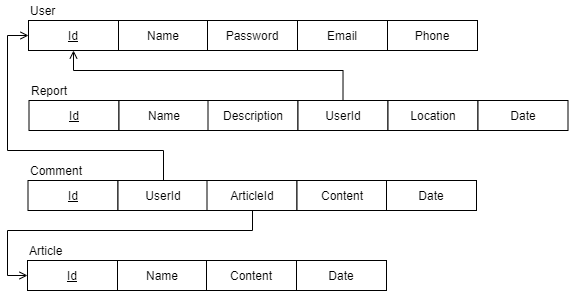 User
Id Name Password Email Phone
Report
Id Name Description UserId Location Date
Comment
Id UserId ArticleId Content Date
Article
Id Name Content Date